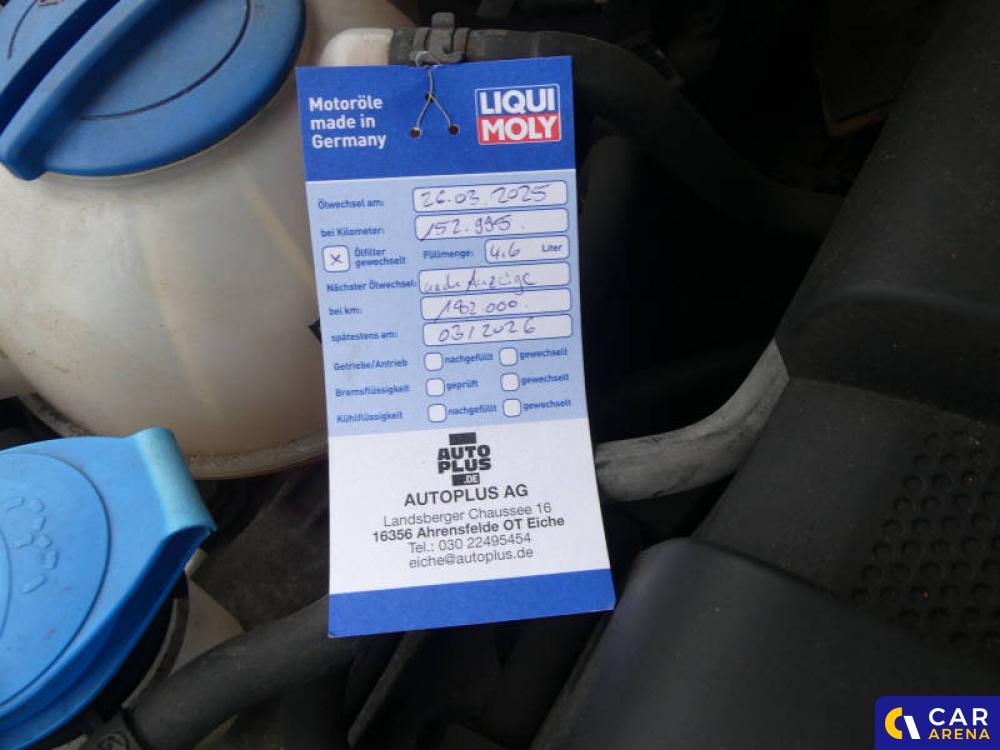 Motoröle
made in
Germany
LIQUI
MOLY
Ölwechsel am: 26.03.2025
bei Kilometer: 152.995.
x Ölfilter gewechselt Füllmenge: 4,6 Liter
Nächster Ölwechsel: nach Anzeige
bei km: 182.000.
spätestens am: 03/2026
Getriebe/Antrieb nachgefüllt gewechselt
Bremsflüssigkeit geprüft gewechselt
Kühlflüssigkeit nachgefüllt gewechselt
AUTO
PLUS
.DE
AUTOPLUS AG
Landsberger Chaussee 16
16356 Ahrensfelde OT Eiche
Tel.: 030 22495454
eiche@autoplus.de
CAR
ARENA